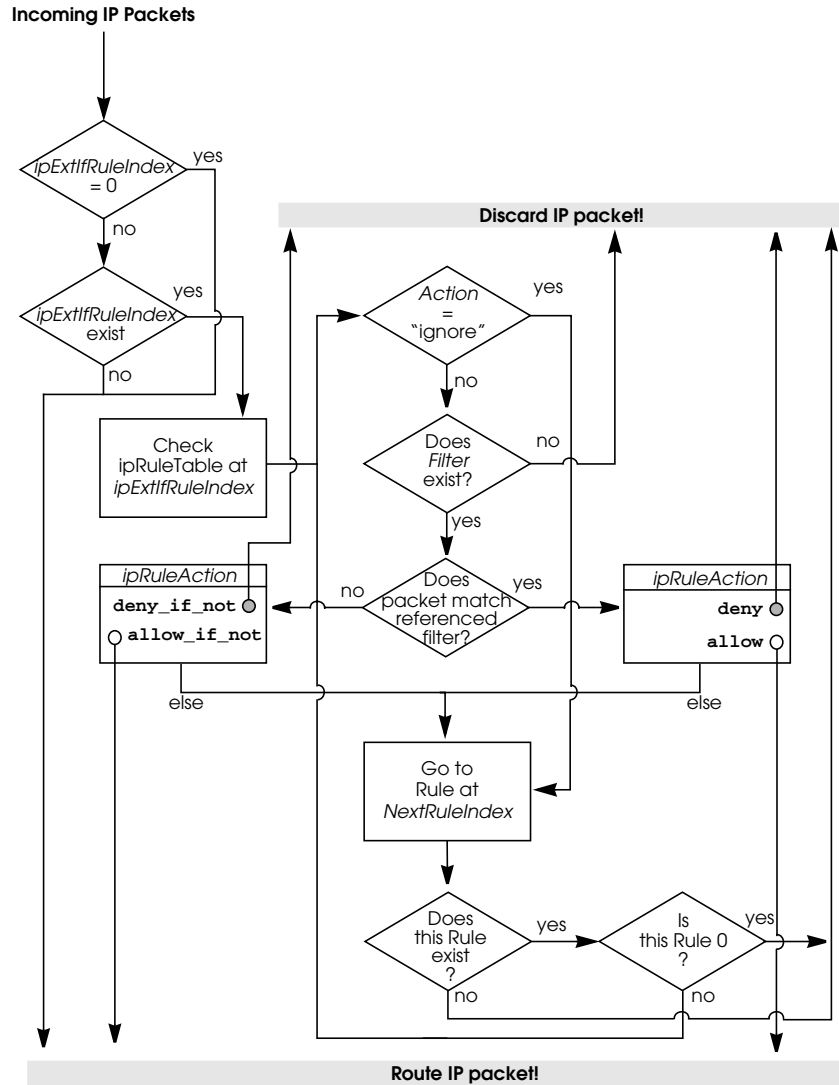 Incoming IP Packets
ipExtIfRuleIndex
= 0
yes
no
Discard IP packet!
ipExtIfRuleIndex
exist
yes
no
Action
=
“ignore”
yes
no
Check
ipRuleTable at
ipExtIfRuleIndex
Does
Filter
exist?
no
yes
ipRuleAction
deny_if_not
allow_if_not
no
Does
packet match
referenced
filter?
yes
ipRuleAction
deny
allow
else
else
Go to
Rule at
NextRuleIndex
Does
this Rule
exist
?
yes
no
Is
this Rule 0
?
yes
no
Route IP packet!